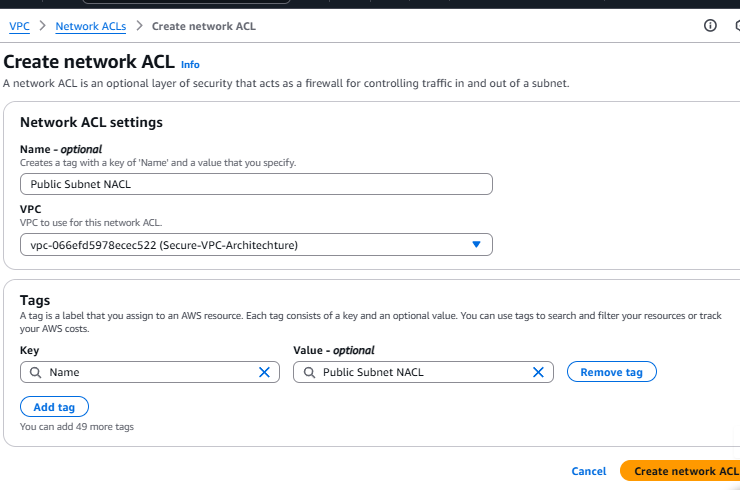 VPC > Network ACLs > Create network ACL
Create network ACL Info
A network ACL is an optional layer of security that acts as a firewall for controlling traffic in and out of a subnet.
Network ACL settings
Name - optional
Creates a tag with a key of 'Name' and a value that you specify.
Public Subnet NACL
VPC
VPC to use for this network ACL.
vpc-066efd5978ecec522 (Secure-VPC-Architechture)
Tags
A tag is a label that you assign to an AWS resource. Each tag consists of a key and an optional value. You can use tags to search and filter your resources or track
your AWS costs.
Key Value - optional
Name Public Subnet NACL Remove tag
Add tag
You can add 49 more tags
Cancel Create network ACL